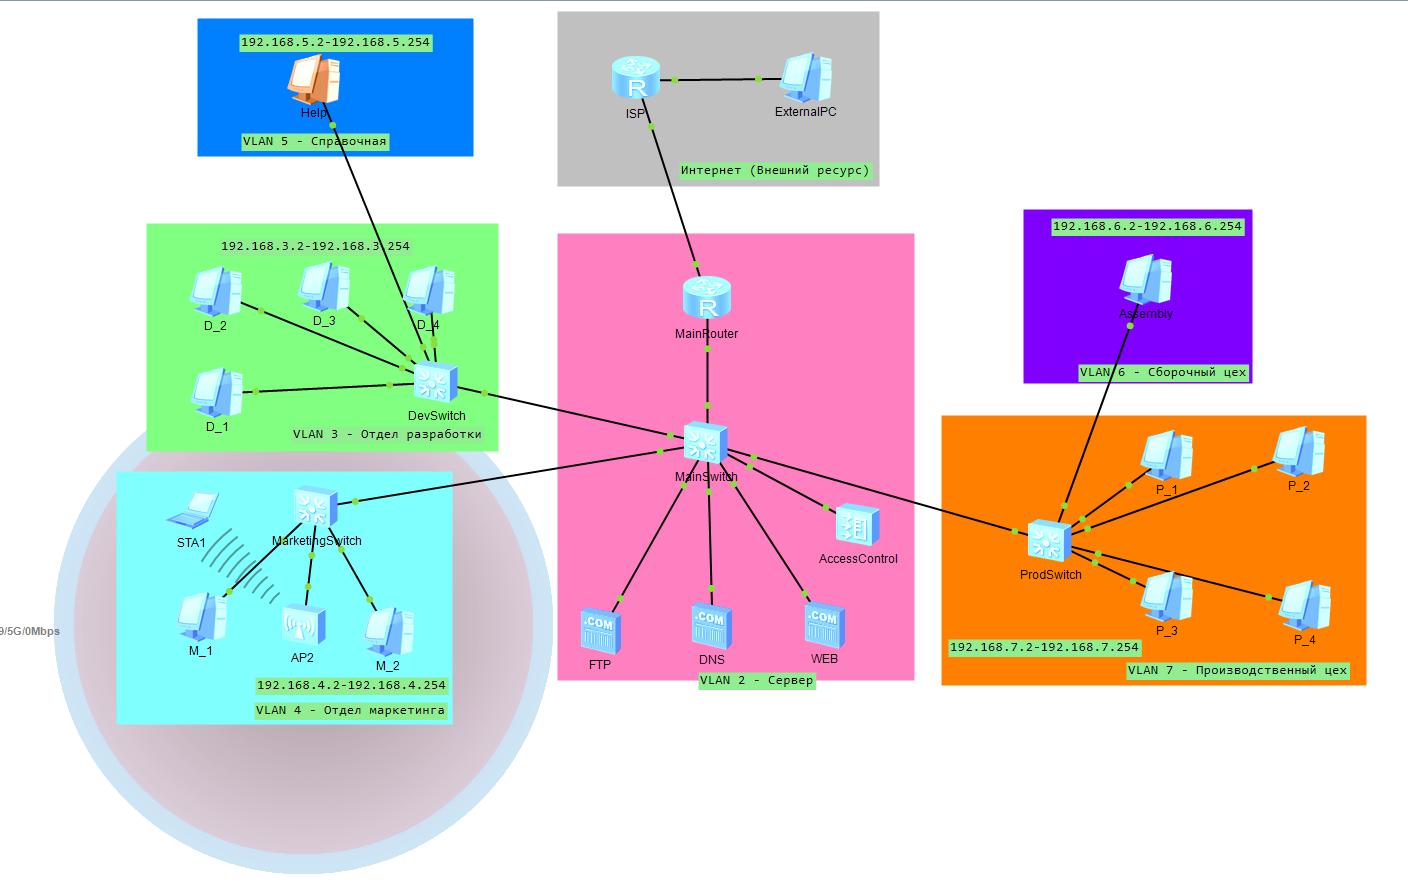 192.168.5.2-192.168.5.254
Help
VLAN 5 - Справочная
R
ISP
ExternalPC
Интернет (Внешний ресурс)
192.168.3.2-192.168.3.254
D_2
D_3
D_4
D_1
DevSwitch
VLAN 3 - Отдел разработки
R
MainRouter
MainSwitch
AccessControl
.COM
FTP
.COM
DNS
.COM
WEB
VLAN 2 - Сервер
192.168.6.2-192.168.6.254
Assembly
VLAN 6 - Сборочный цех
P_1
P_2
ProdSwitch
P_3
P_4
192.168.7.2-192.168.7.254
VLAN 7 - Производственный цех
STA1
MarketingSwitch
M_1
AP2
M_2
192.168.4.2-192.168.4.254
VLAN 4 - Отдел маркетинга
9/5G/0Mbps